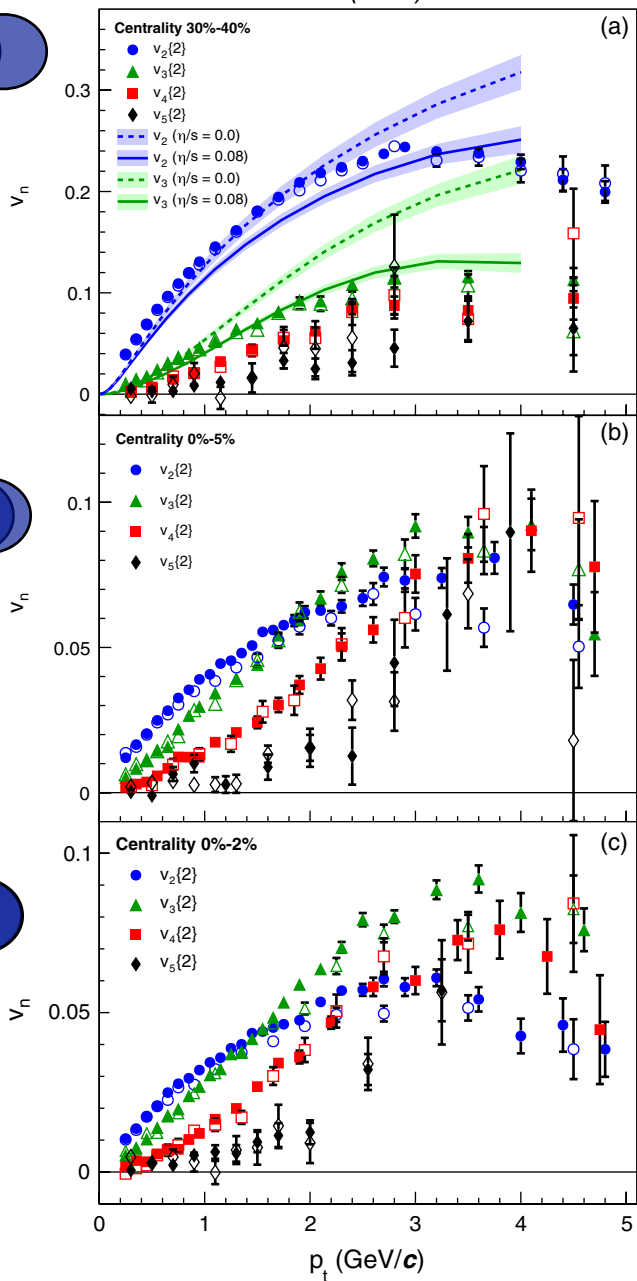 (a)
Centrality 30%-40%
v2{2}
v3{2}
v4{2}
v5{2}
v2 (η/s = 0.0)
v2 (η/s = 0.08)
v3 (η/s = 0.0)
v3 (η/s = 0.08)
0.3
0.2
0.1
0
vn
(b)
Centrality 0%-5%
v2{2}
v3{2}
v4{2}
v5{2}
0.1
0.05
0
vn
(c)
Centrality 0%-2%
v2{2}
v3{2}
v4{2}
v5{2}
0.1
0.05
0
vn
0 1 2 3 4 5
pt (GeV/c)